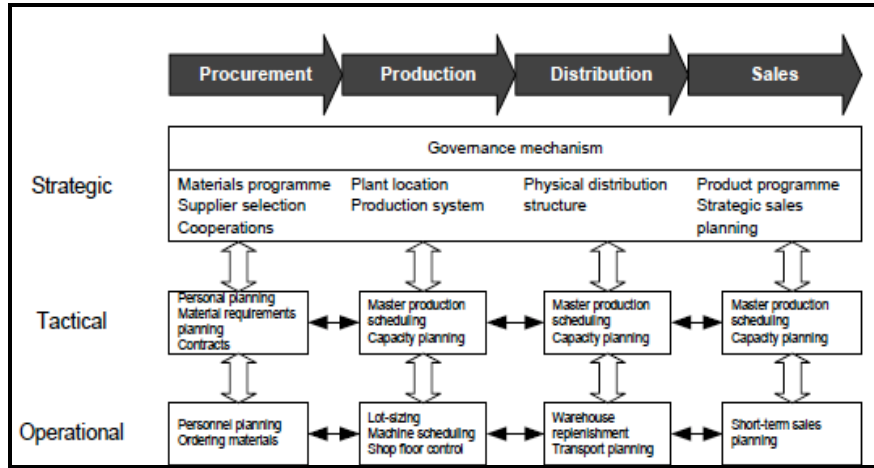 Procurement
Production
Distribution
Sales
Governance mechanism
Strategic
Materials programme
Supplier selection
Cooperations
Plant location
Production system
Physical distribution
structure
Product programme
Strategic sales
planning
Tactical
Personal planning
Material requirements
planning
Contracts
Master production
scheduling
Capacity planning
Master production
scheduling
Capacity planning
Master production
scheduling
Capacity planning
Operational
Personnel planning
Ordering materials
Lot-sizing
Machine scheduling
Shop floor control
Warehouse
replenishment
Transport planning
Short-term sales
planning